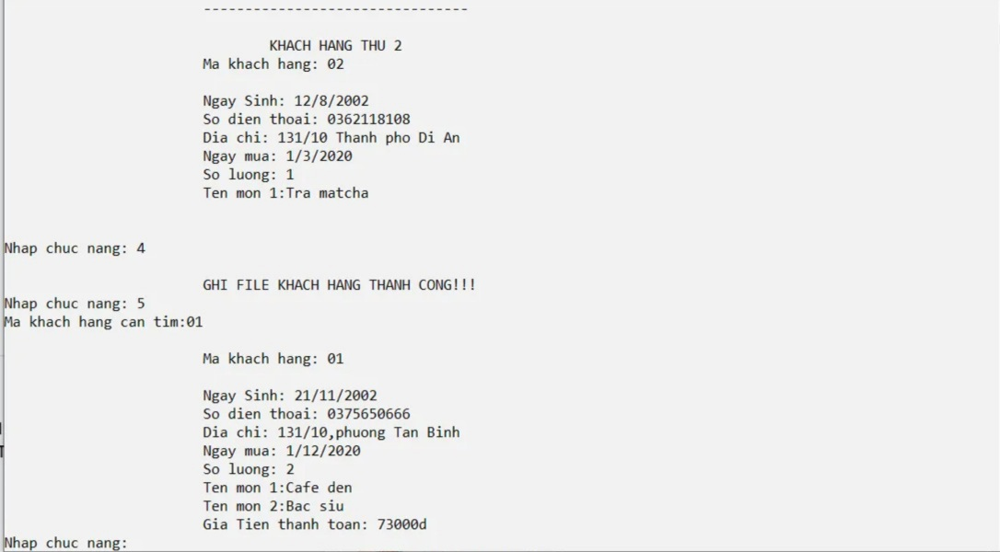 --------------------------------
KHACH HANG THU 2
Ma khach hang: 02
Ngay Sinh: 12/8/2002
So dien thoai: 0362118108
Dia chi: 131/10 Thanh pho Di An
Ngay mua: 1/3/2020
So luong: 1
Ten mon 1:Tra matcha
Nhap chuc nang: 4
GHI FILE KHACH HANG THANH CONG!!!
Nhap chuc nang: 5
Ma khach hang can tim:01
Ma khach hang: 01
Ngay Sinh: 21/11/2002
So dien thoai: 0375650666
Dia chi: 131/10,phuong Tan Binh
Ngay mua: 1/12/2020
So luong: 2
Ten mon 1:Cafe den
Ten mon 2:Bac siu
Gia Tien thanh toan: 73000d
Nhap chuc nang: